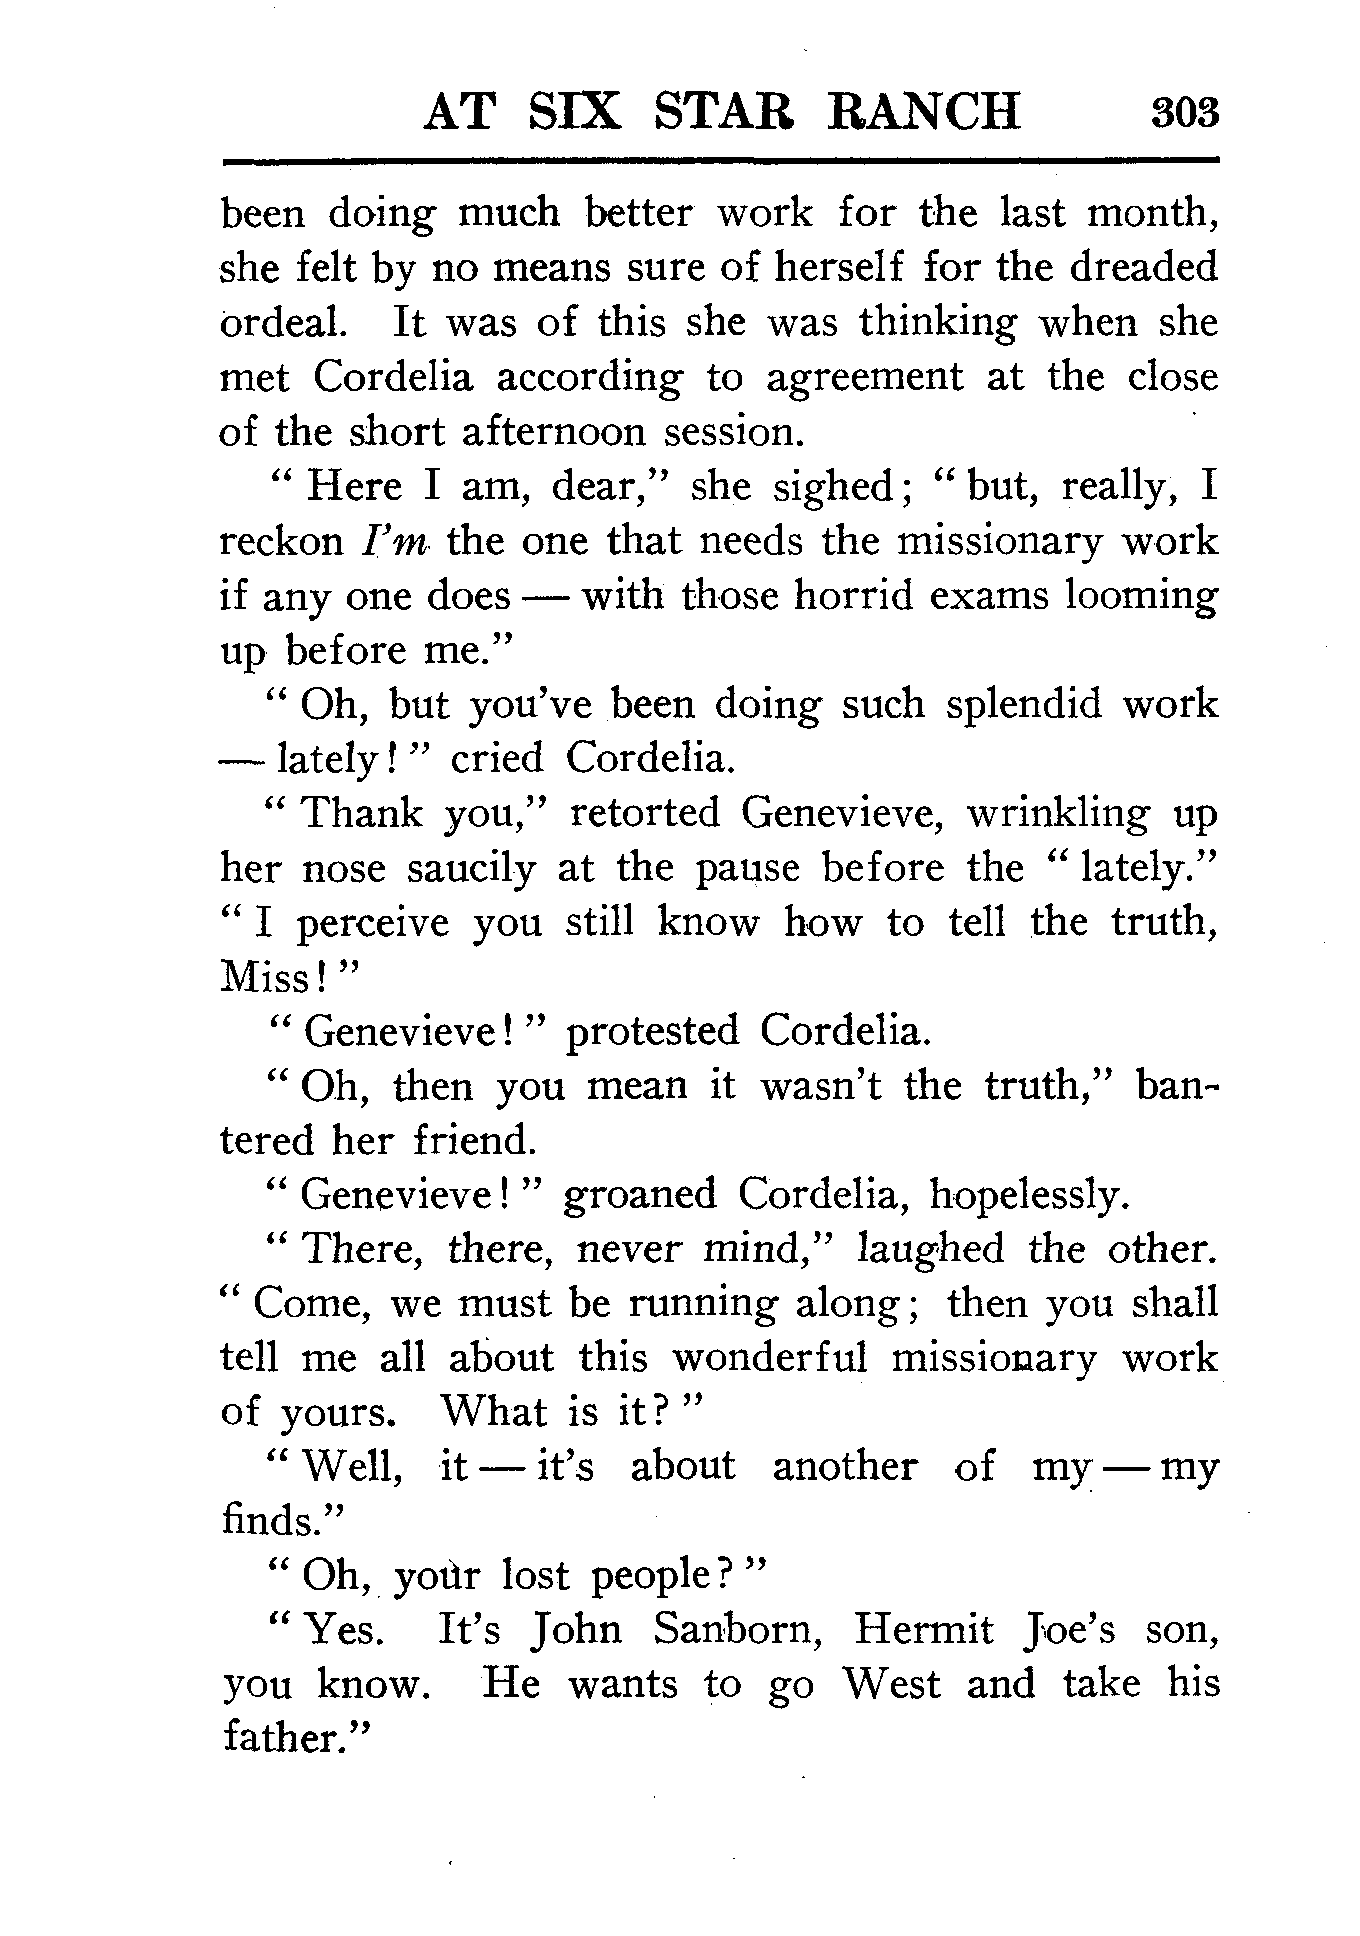 AT SIX STAR RANCH 303
been doing much better work for the last month,
she felt by no means sure of herself for the dreaded
ordeal. It was of this she was thinking when she
met Cordelia according to agreement at the close
of the short afternoon session.
“ Here I am, dear,” she sighed; “ but, really, I
reckon I’m the one that needs the missionary work
if any one does — with those horrid exams looming
up before me.”
“ Oh, but you’ve been doing such splendid work
— lately! ” cried Cordelia.
“ Thank you,” retorted Genevieve, wrinkling up
her nose saucily at the pause before the “ lately.”
“ I perceive you still know how to tell the truth,
Miss! ”
“ Genevieve! ” protested Cordelia.
“ Oh, then you mean it wasn’t the truth,” ban-
tered her friend.
“ Genevieve! ” groaned Cordelia, hopelessly.
“ There, there, never mind,” laughed the other.
“ Come, we must be running along; then you shall
tell me all about this wonderful missionary work
of yours. What is it? ”
“ Well, it — it’s about another of my — my
finds.”
“ Oh, your lost people? ”
“ Yes. It’s John Sanborn, Hermit Joe’s son,
you know. He wants to go West and take his
father.”